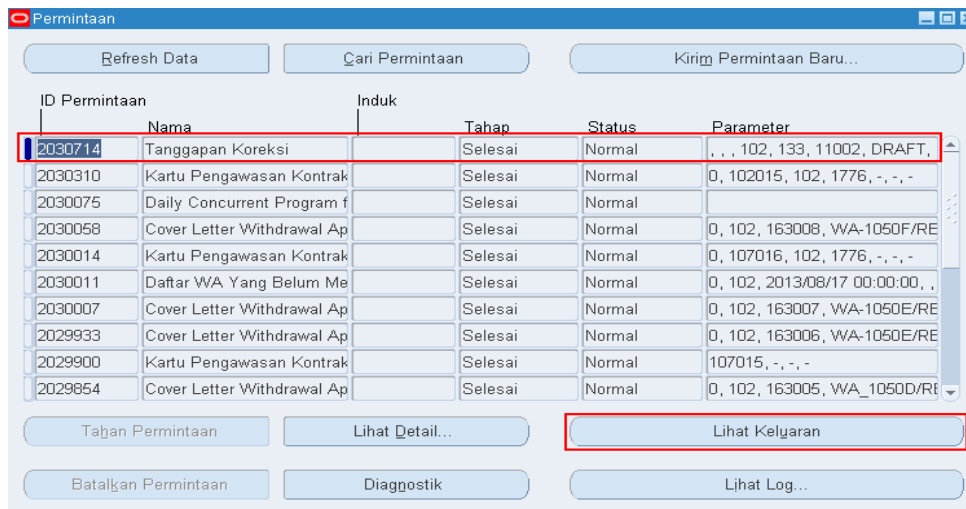 Permintaan
Refresh Data Cari Permintaan Kirim Permintaan Baru...
ID Permintaan Induk
Nama Tahap Status Parameter
2030714 Tanggapan Koreksi Selesai Normal , , , 102, 133, 11002, DRAFT,
2030310 Kartu Pengawasan Kontrak Selesai Normal 0, 102015, 102, 1776, -, -, -
2030075 Daily Concurrent Program f Selesai Normal
2030058 Cover Letter Withdrawal Ap Selesai Normal 0, 102, 163008, WA-1050F/RE
2030014 Kartu Pengawasan Kontrak Selesai Normal 0, 107016, 102, 1776, -, -, -
2030011 Daftar WA Yang Belum Me Selesai Normal 0, 102, 2013/08/17 00:00:00, ,
2030007 Cover Letter Withdrawal Ap Selesai Normal 0, 102, 163007, WA-1050E/RE
2029933 Cover Letter Withdrawal Ap Selesai Normal 0, 102, 163006, WA-1050E/RE
2029900 Kartu Pengawasan Kontrak Selesai Normal 107015, -, -, -
2029854 Cover Letter Withdrawal Ap Selesai Normal 0, 102, 163005, WA_1050D/RE
Tahan Permintaan Lihat Detail... Lihat Keluaran
Batalkan Permintaan Diagnostik Lihat Log...